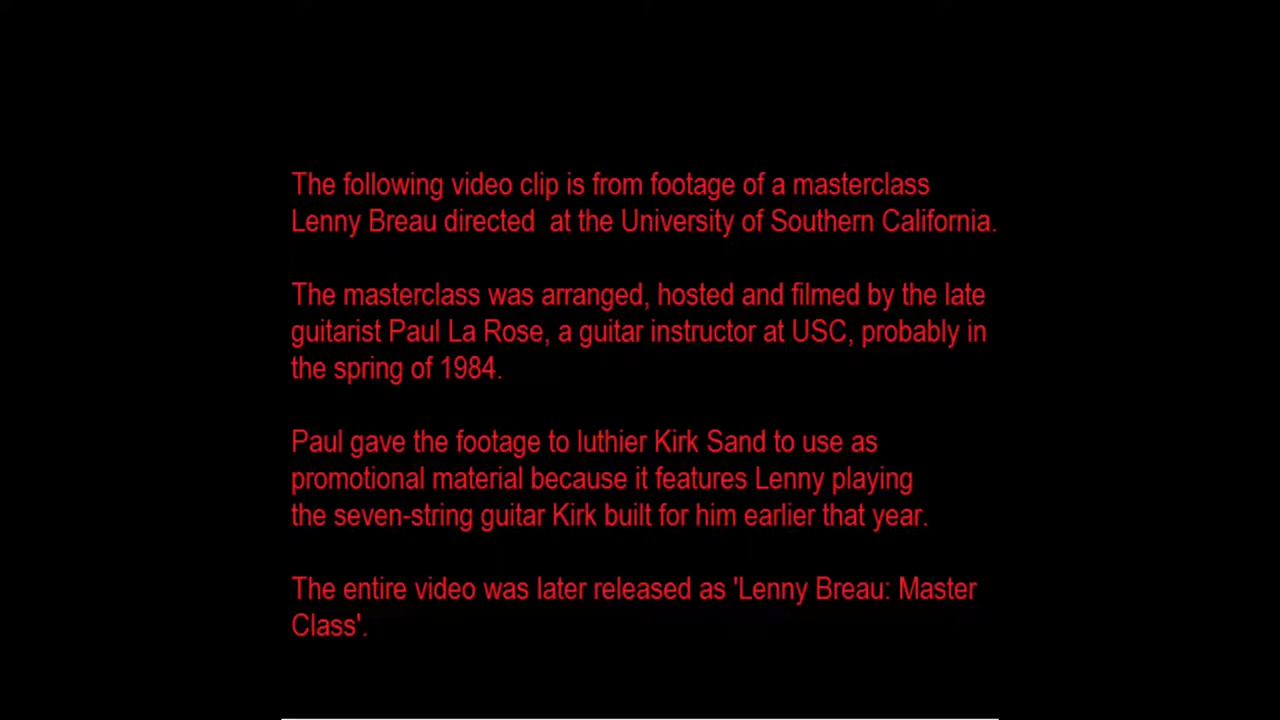 The following video clip is from footage of a masterclass
Lenny Breau directed  at the University of Southern California.
The masterclass was arranged, hosted and filmed by the late
guitarist Paul La Rose, a guitar instructor at USC, probably in
the spring of 1984.
Paul gave the footage to luthier Kirk Sand to use as
promotional material because it features Lenny playing
the seven-string guitar Kirk built for him earlier that year.
The entire video was later released as 'Lenny Breau: Master
Class'.